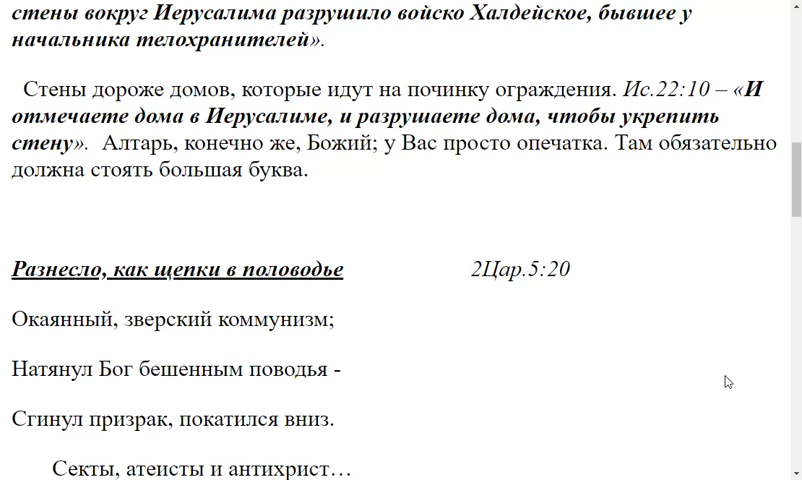 стены вокруг Иерусалима разрушило войско Халдейское, бывшее у
начальника телохранителей».
Стены дороже домов, которые идут на починку ограждения. Ис.22:10 – «И
отмечаете дома в Иерусалиме, и разрушаете дома, чтобы укрепить
стену». Алтарь, конечно же, Божий; у Вас просто опечатка. Там обязательно
должна стоять большая буква.
Разнесло, как щепки в половодье 2Цар.5:20
Окаянный, зверский коммунизм;
Натянул Бог бешенным поводья -
Сгинул призрак, покатился вниз.
Секты, атеисты и антихрист…